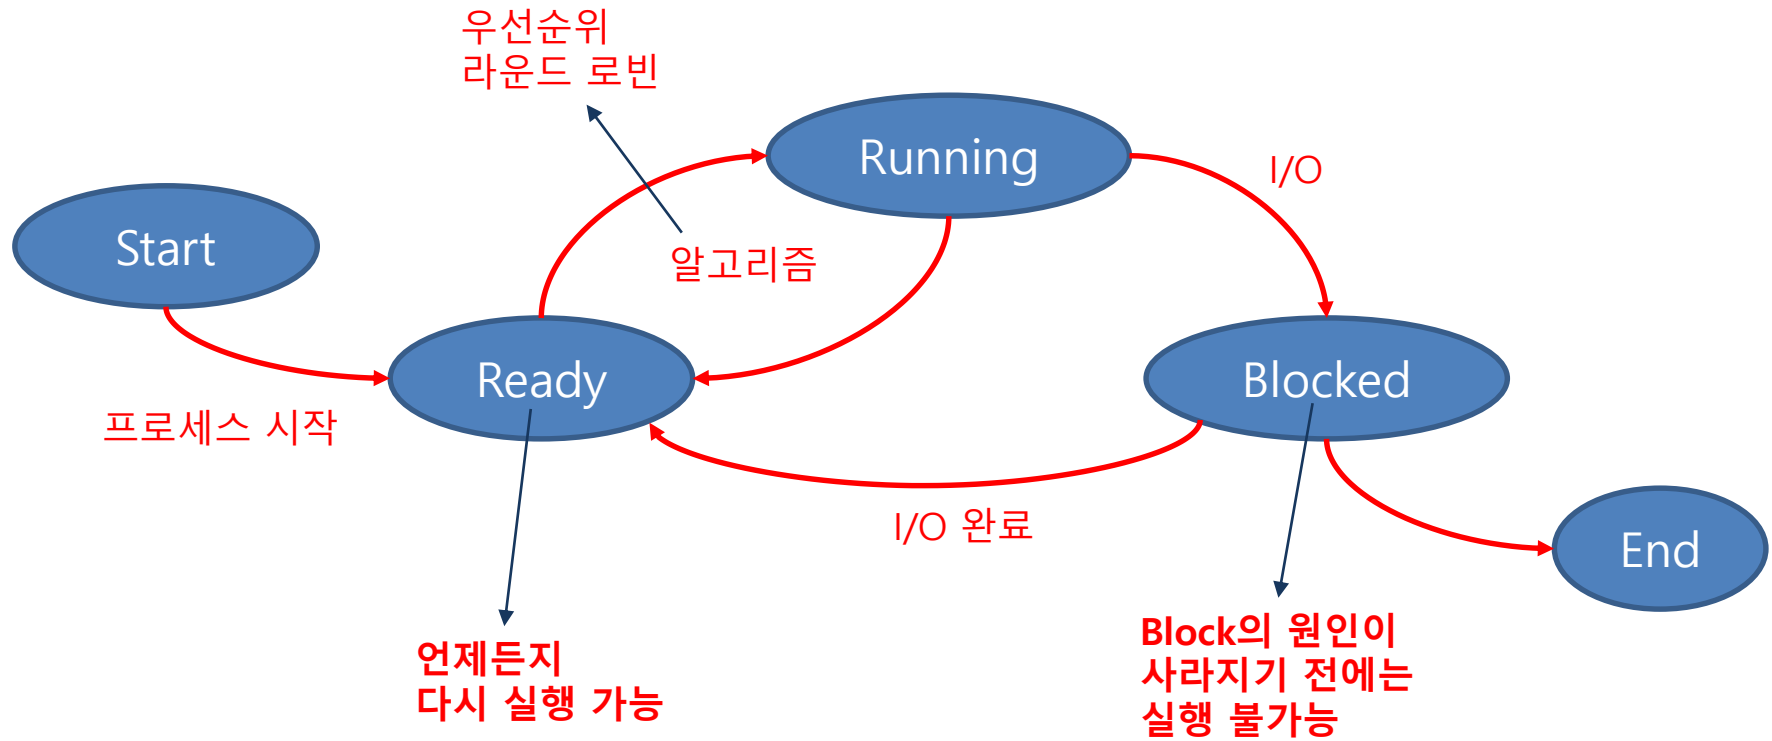 우선순위
라운드 로빈
Running
I/O
Start
알고리즘
Ready
Blocked
프로세스 시작
I/O 완료
End
언제든지
다시 실행 가능
Block의 원인이
사라지기 전에는
실행 불가능